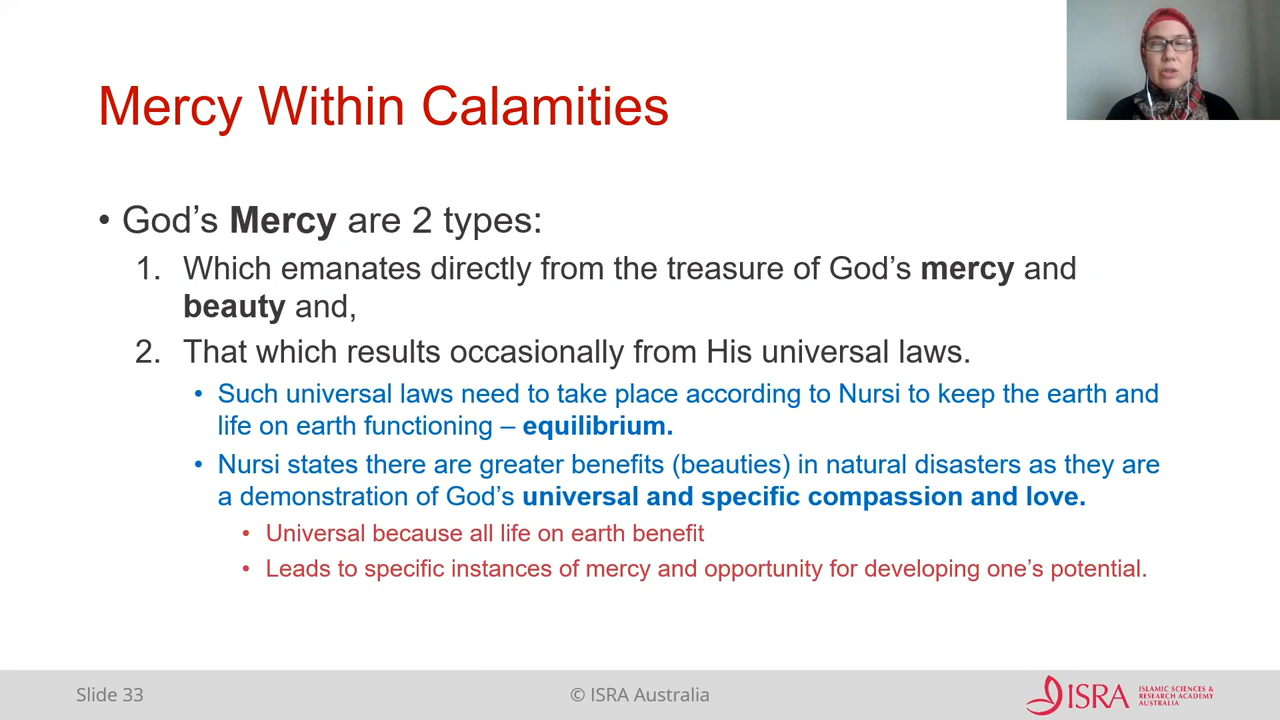 Mercy Within Calamities
• God’s Mercy are 2 types:
1. Which emanates directly from the treasure of God’s mercy and
beauty and,
2. That which results occasionally from His universal laws.
• Such universal laws need to take place according to Nursi to keep the earth and
life on earth functioning – equilibrium.
• Nursi states there are greater benefits (beauties) in natural disasters as they are
a demonstration of God’s universal and specific compassion and love.
• Universal because all life on earth benefit
• Leads to specific instances of mercy and opportunity for developing one’s potential.
Slide 33
© ISRA Australia
ISRA
ISLAMIC SCIENCES &
RESEARCH ACADEMY
AUSTRALIA